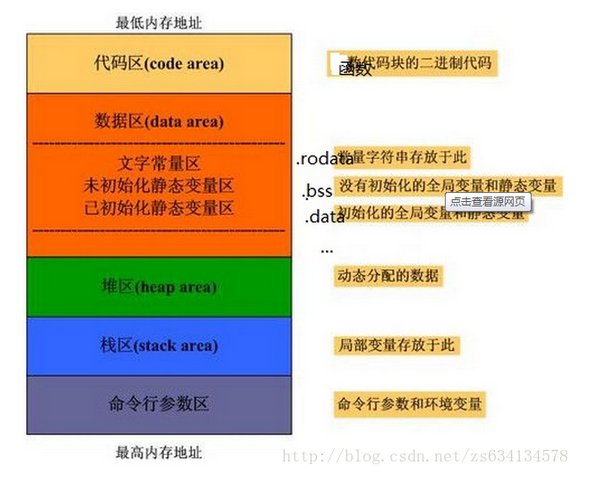 最低内存地址
代码区(code area)
函数 数代码块的二进制代码
数据区(data area)
文字常量区
.rodata 常量字符串存放于此
未初始化静态变量区
.bss 没有初始化的全局变量和静态变量
点击查看源网页
已初始化静态变量区
.data 初始化的全局变量和静态变量
...
堆区(heap area)
动态分配的数据
栈区(stack area)
局部变量存放于此
命令行参数区
命令行参数和环境变量
最高内存地址
http://blog.csdn.net/zs634134578